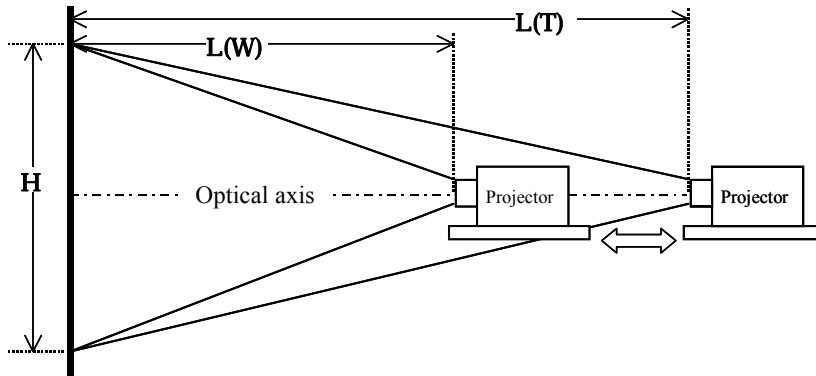 L(T)
L(W)
H
Optical axis
Projector
Projector